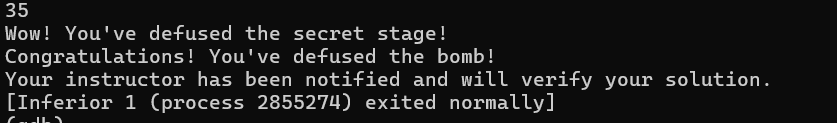 35
Wow! You've defused the secret stage!
Congratulations! You've defused the bomb!
Your instructor has been notified and will verify your solution.
[Inferior 1 (process 2855274) exited normally]
(gdb)